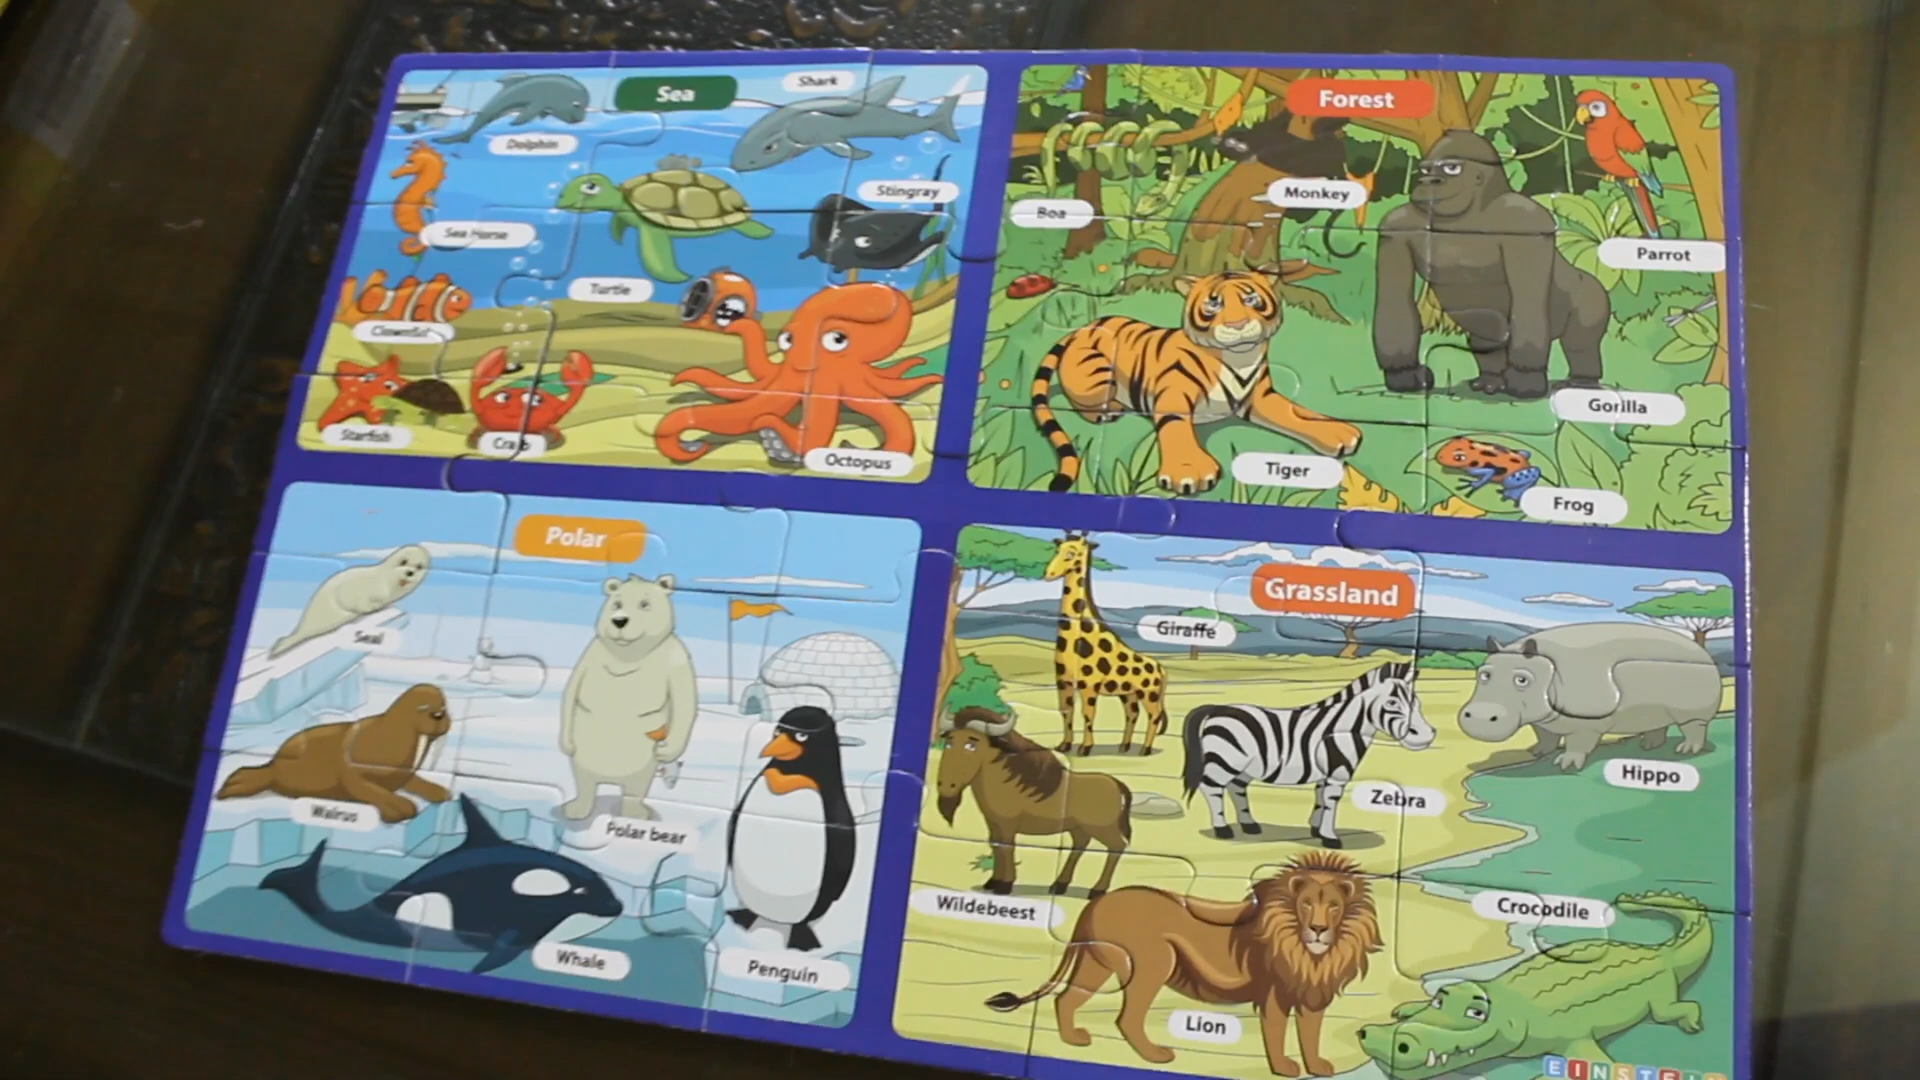 Sea
Shark
Dolphin
Stingray
Sea Horse
Turtle
Clownfish
Starfish
Crab
Octopus
Forest
Monkey
Boa
Parrot
Gorilla
Tiger
Frog
Polar
Seal
Walrus
Polar bear
Whale
Penguin
Grassland
Giraffe
Hippo
Zebra
Wildebeest
Crocodile
Lion